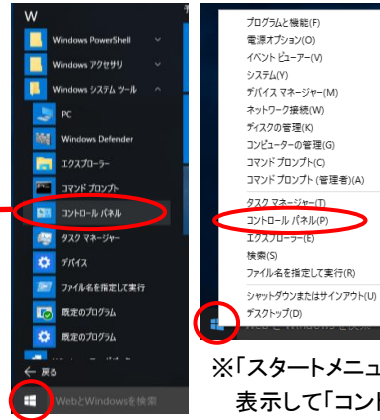 W
Windows PowerShell
Windows アクセサリ
Windows システム ツール
PC
Windows Defender
エクスプローラー
コマンド プロンプト
コントロール パネル
タスク マネージャー
デバイス
ファイル名を指定して実行
既定のプログラム
既定のプログラム
戻る
WebとWindowsを検索
プログラムと機能(F)
電源オプション(O)
イベント ビューアー(V)
システム(Y)
デバイス マネージャー(M)
ネットワーク接続(W)
ディスクの管理(K)
コンピューターの管理(G)
コマンド プロンプト(C)
コマンド プロンプト (管理者)(A)
タスク マネージャー(T)
コントロール パネル(P)
エクスプローラー(E)
検索(S)
ファイル名を指定して実行(R)
シャットダウンまたはサインアウト(U)
デスクトップ(D)
※「スタートメニュ
表示して「コント